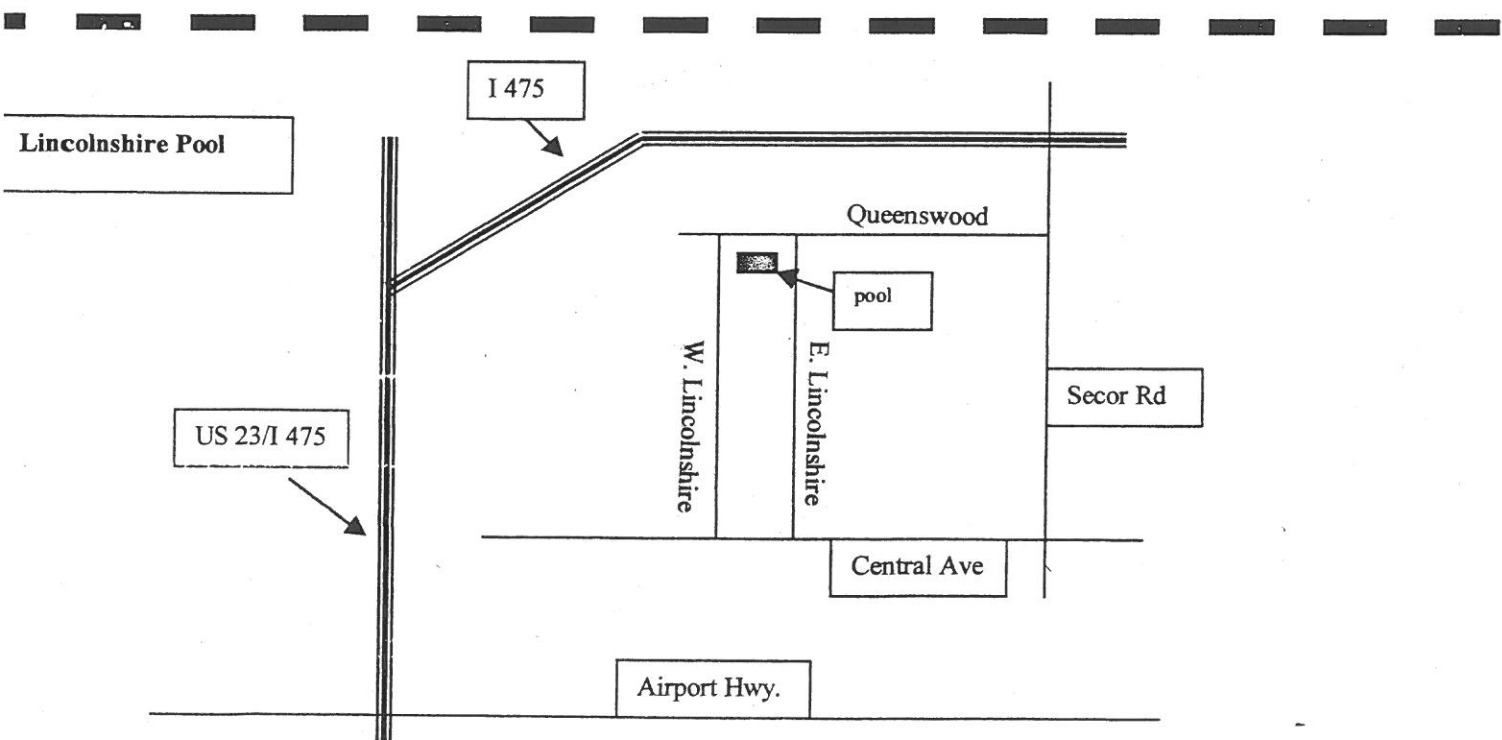 I 475
Lincolnshire Pool
Queenswood
pool
W. Lincolnshire
E. Lincolnshire
Secor Rd
US 23/I 475
Central Ave
Airport Hwy.